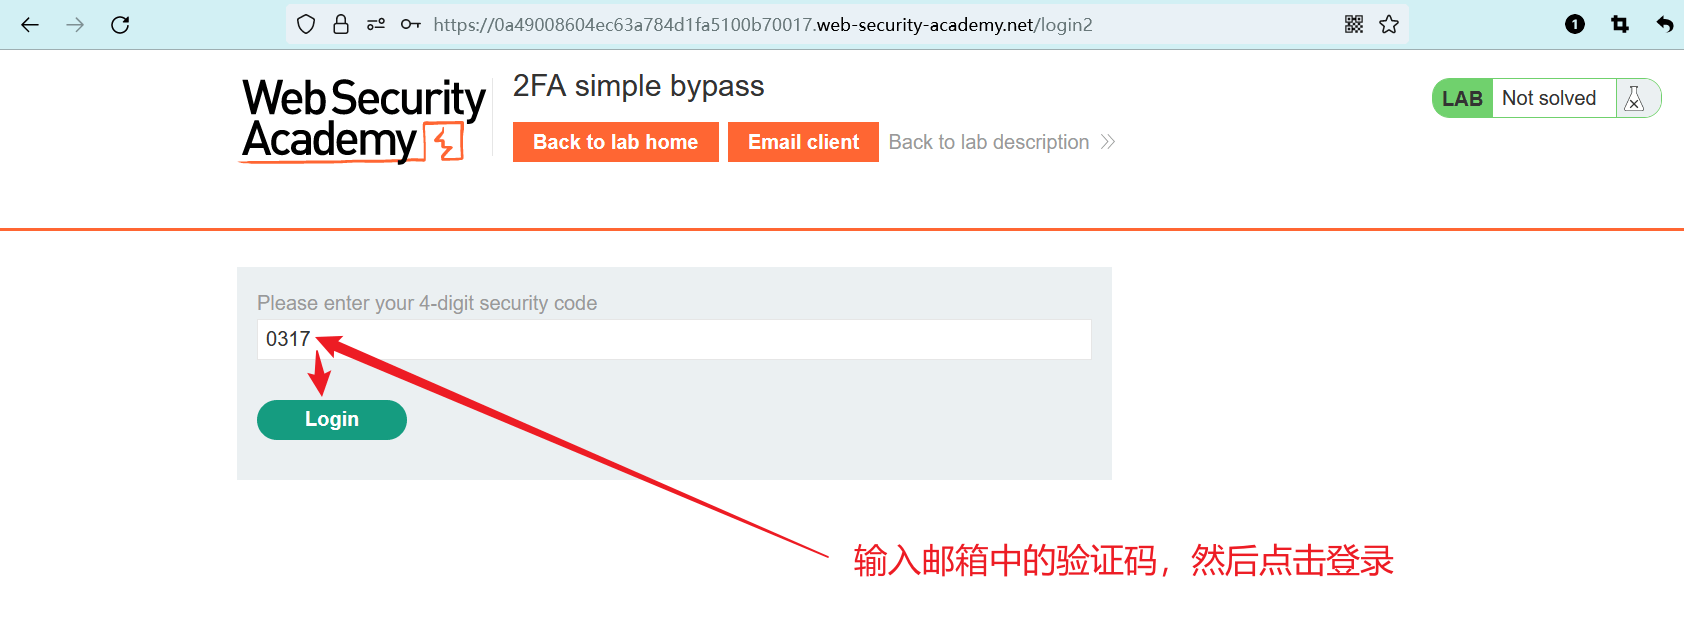 https://0a49008604ec63a784d1fa5100b70017.web-security-academy.net/login2
1
Web Security
Academy
2FA simple bypass
Back to lab home
Email client
Back to lab description
LAB
Not solved
Please enter your 4-digit security code
0317
Login
输入邮箱中的验证码，然后点击登录